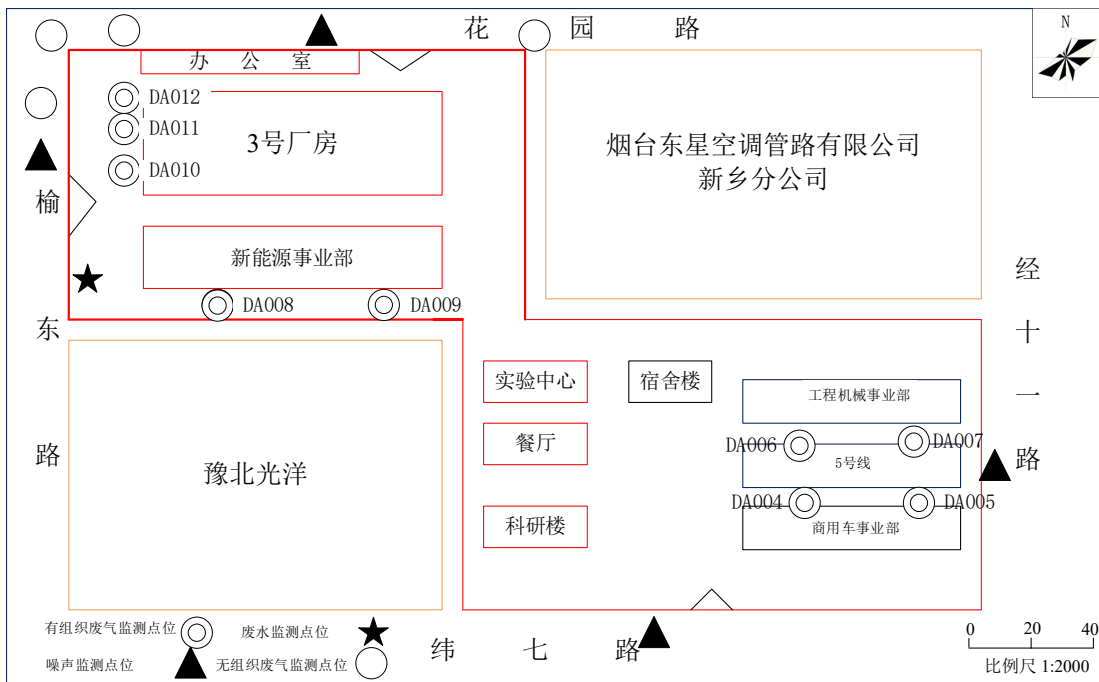 花 园 路
N
办 公 室
DA012
DA011
DA010
3号厂房
烟台东星空调管路有限公司
新乡分公司
榆
东
路
新能源事业部
DA008
DA009
经
十
一
路
实验中心
宿舍楼
工程机械事业部
餐厅
DA006
DA007
5号线
豫北光洋
DA004
DA005
科研楼
商用车事业部
有组织废气监测点位
废水监测点位
噪声监测点位
无组织废气监测点位
纬 七 路
0 20 40
比例尺 1:2000